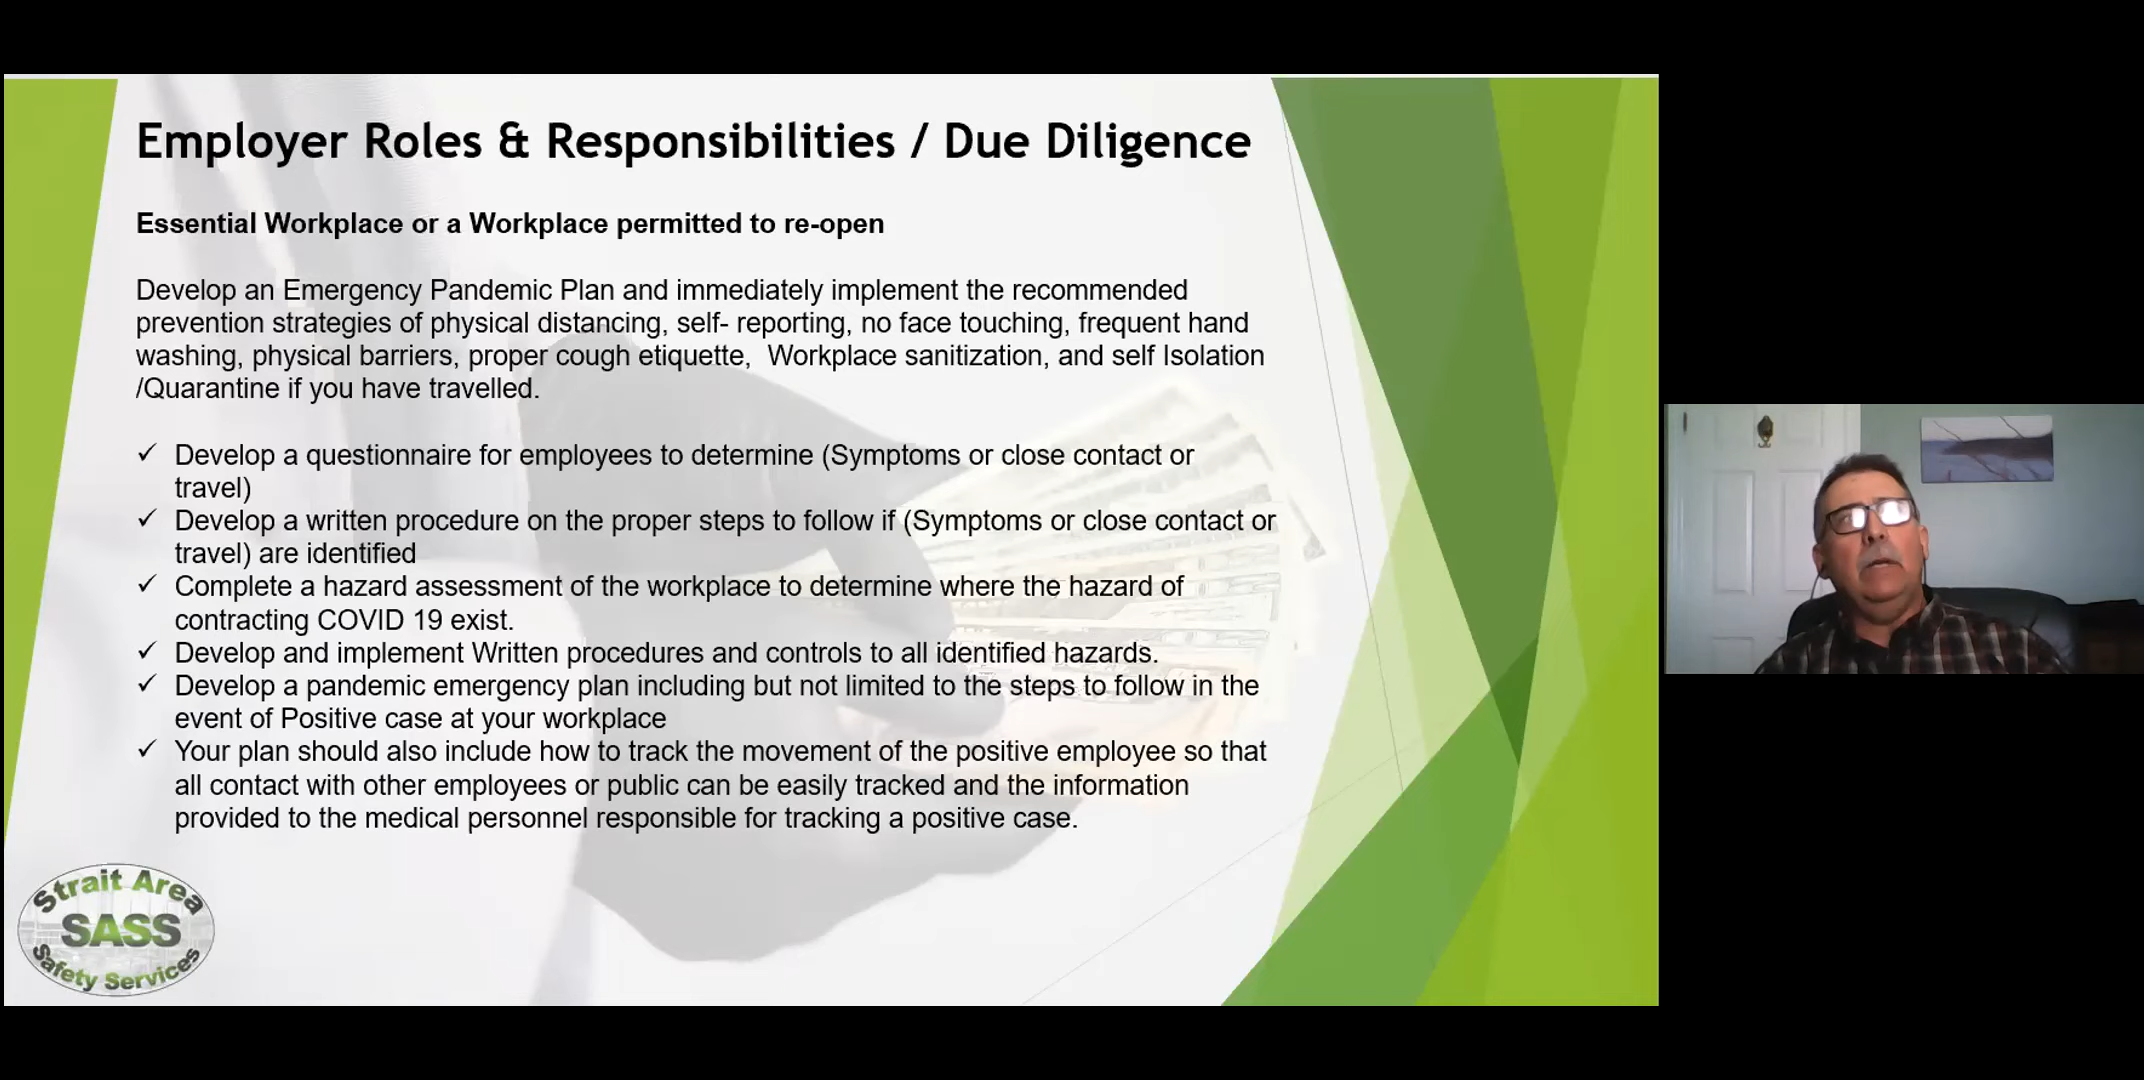 Employer Roles & Responsibilities / Due Diligence
Essential Workplace or a Workplace permitted to re-open
Develop an Emergency Pandemic Plan and immediately implement the recommended
prevention strategies of physical distancing, self- reporting, no face touching, frequent hand
washing, physical barriers, proper cough etiquette,  Workplace sanitization, and self Isolation
/Quarantine if you have travelled.
✓ Develop a questionnaire for employees to determine (Symptoms or close contact or
travel)
✓ Develop a written procedure on the proper steps to follow if (Symptoms or close contact or
travel) are identified
✓ Complete a hazard assessment of the workplace to determine where the hazard of
contracting COVID 19 exist.
✓ Develop and implement Written procedures and controls to all identified hazards.
✓ Develop a pandemic emergency plan including but not limited to the steps to follow in the
event of Positive case at your workplace
✓ Your plan should also include how to track the movement of the positive employee so that
all contact with other employees or public can be easily tracked and the information
provided to the medical personnel responsible for tracking a positive case.
Strait Area
SASS
Safety Services